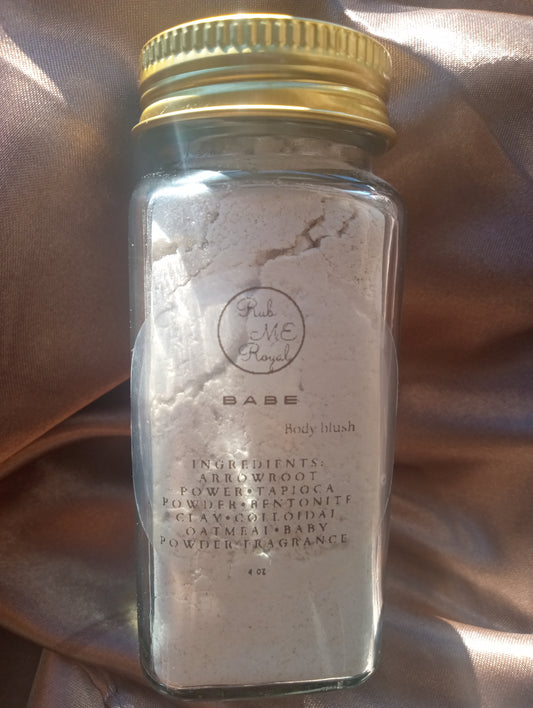 Rub
ME
Royal
BABE
Body blush
INGREDIENTS:
ARROWROOT
POWER•TAPIOCA
POWDER•BENTONITE
CLAY•COLLOIDAL
OATMEAL•BABY
POWDER FRAGRANCE
4 OZ